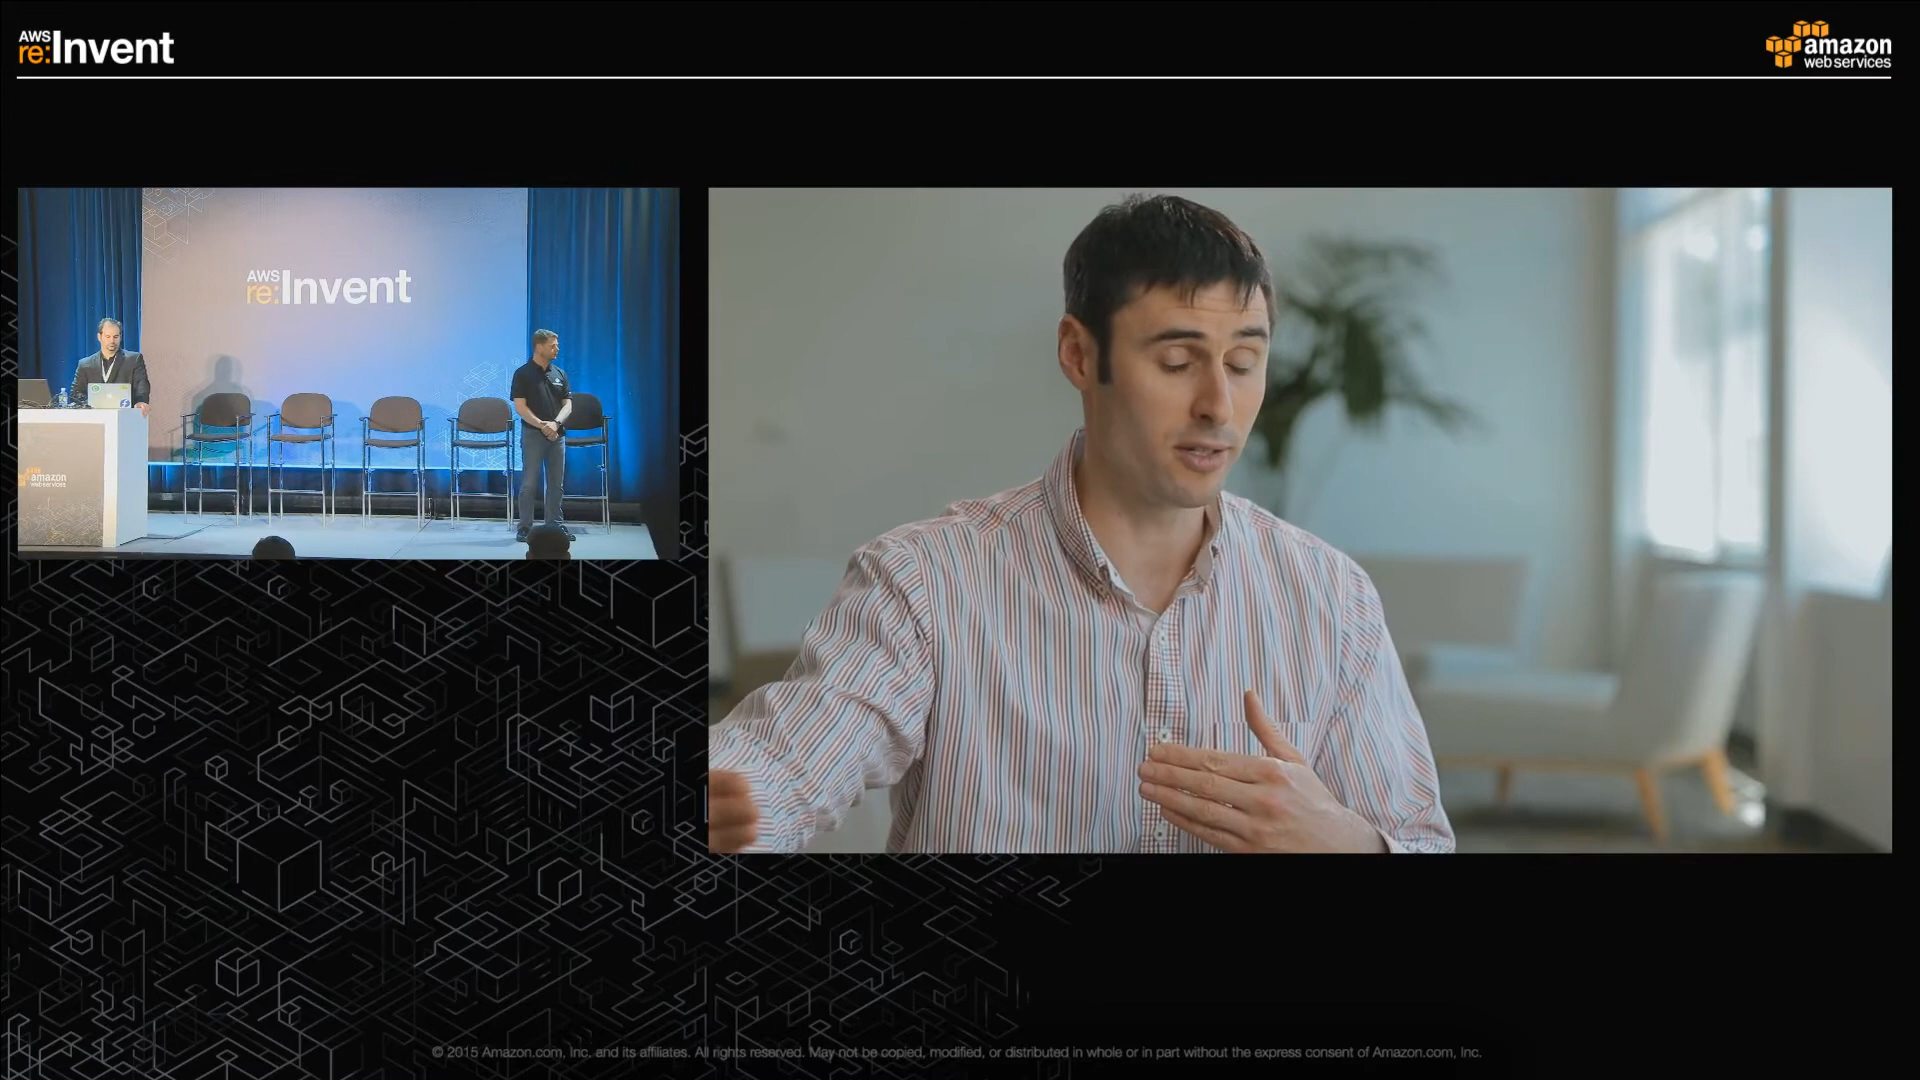 AWS
re:Invent
amazon
web services
AWS
re:Invent
amazon
web services
© 2015 Amazon.com, Inc. and its affiliates. All rights reserved. May not be copied, modified, or distributed in whole or in part without the express consent of Amazon.com, Inc.